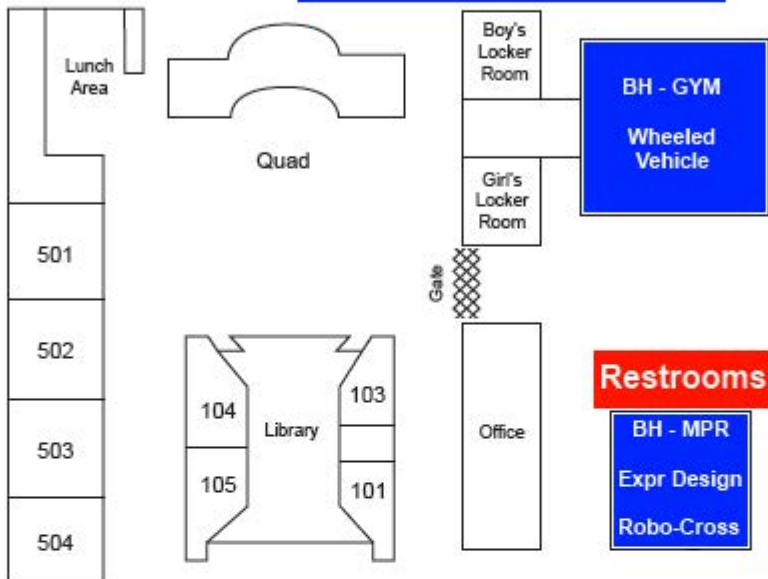 Lunch
Area
Quad
Boy's
Locker
Room
BH - GYM
Wheeled
Vehicle
Girl's
Locker
Room
Gate
501
502
503
504
104
105
Library
103
101
Office
Restrooms
BH - MPR
Expr Design
Robo-Cross